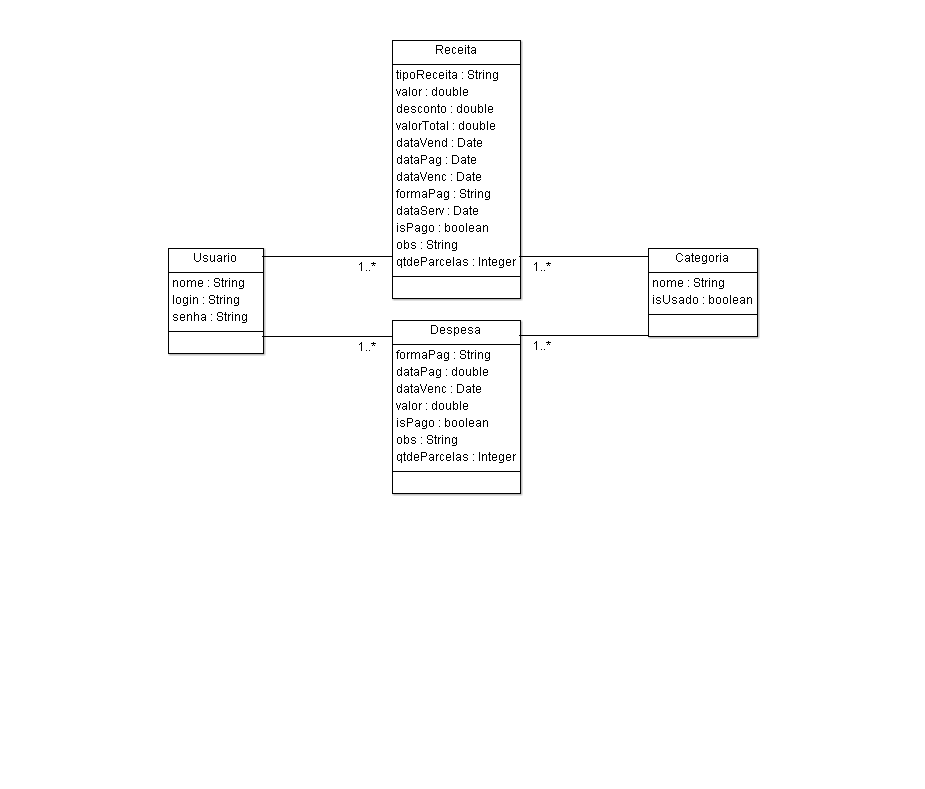 Receita
tipoReceita : String
valor : double
desconto : double
valorTotal : double
dataVend : Date
dataPag : Date
dataVenc : Date
formaPag : String
dataServ : Date
isPago : boolean
obs : String
qtdeParcelas : Integer
Usuario
nome : String
login : String
senha : String
1..*
1..*
Categoria
nome : String
isUsado : boolean
1..*
1..*
Despesa
formaPag : String
dataPag : double
dataVenc : Date
valor : double
isPago : boolean
obs : String
qtdeParcelas : Integer